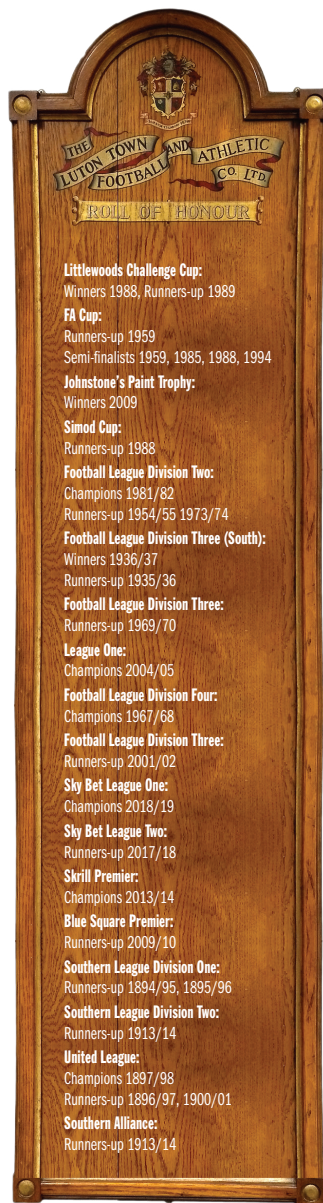 THE
LUTON TOWN
FOOTBALL
AND
ATHLETIC
CO. LTD.
ROLL OF HONOUR
Littlewoods Challenge Cup:
Winners 1988, Runners-up 1989
FA Cup:
Runners-up 1959
Semi-finalists 1959, 1985, 1988, 1994
Johnstone's Paint Trophy:
Winners 2009
Simod Cup:
Runners-up 1988
Football League Division Two:
Champions 1981/82
Runners-up 1954/55 1973/74
Football League Division Three (South):
Winners 1936/37
Runners-up 1935/36
Football League Division Three:
Runners-up 1969/70
League One:
Champions 2004/05
Football League Division Four:
Champions 1967/68
Football League Division Three:
Runners-up 2001/02
Sky Bet League One:
Champions 2018/19
Sky Bet League Two:
Runners-up 2017/18
Skrill Premier:
Champions 2013/14
Blue Square Premier:
Runners-up 2009/10
Southern League Division One:
Runners-up 1894/95, 1895/96
Southern League Division Two:
Runners-up 1913/14
United League:
Champions 1897/98
Runners-up 1896/97, 1900/01
Southern Alliance:
Runners-up 1913/14